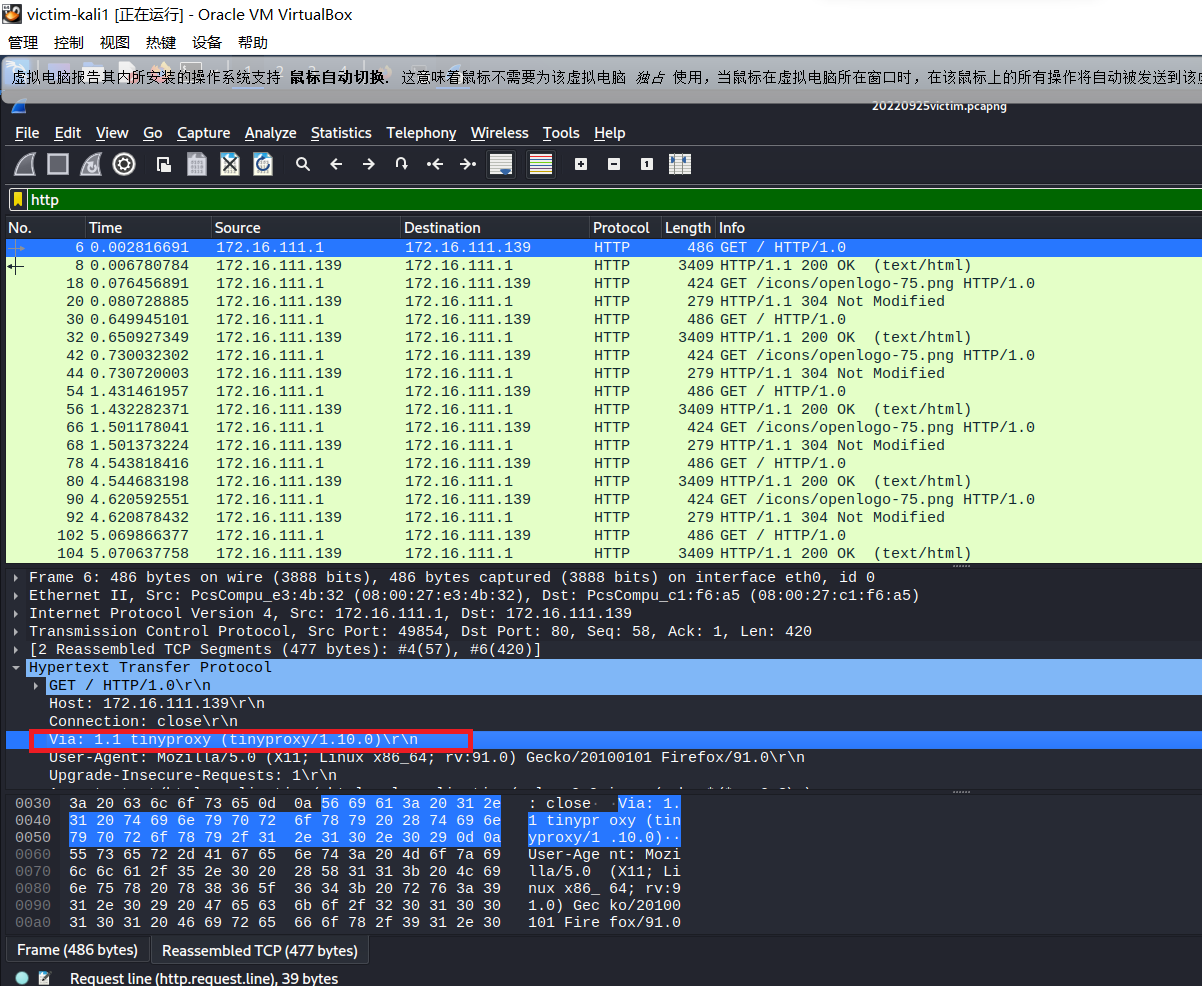 victim-kali1 [正在运行] - Oracle VM VirtualBox
管理 控制 视图 热键 设备 帮助
虚拟电脑报告其内所安装的操作系统支持 鼠标自动切换. 这意味着鼠标不需要为该虚拟电脑 独占 使用，当鼠标在虚拟电脑所在窗口时，在该鼠标上的所有操作将自动被发送到该
20220925victim.pcapng
File Edit View Go Capture Analyze Statistics Telephony Wireless Tools Help
http
No. Time Source Destination Protocol Length Info
6 0.002816691 172.16.111.1 172.16.111.139 HTTP 486 GET / HTTP/1.0
8 0.006780784 172.16.111.139 172.16.111.1 HTTP 3409 HTTP/1.1 200 OK (text/html)
18 0.076456891 172.16.111.1 172.16.111.139 HTTP 424 GET /icons/openlogo-75.png HTTP/1.0
20 0.080728885 172.16.111.139 172.16.111.1 HTTP 279 HTTP/1.1 304 Not Modified
30 0.649945101 172.16.111.1 172.16.111.139 HTTP 486 GET / HTTP/1.0
32 0.650927349 172.16.111.139 172.16.111.1 HTTP 3409 HTTP/1.1 200 OK (text/html)
42 0.730032302 172.16.111.1 172.16.111.139 HTTP 424 GET /icons/openlogo-75.png HTTP/1.0
44 0.730720003 172.16.111.139 172.16.111.1 HTTP 279 HTTP/1.1 304 Not Modified
54 1.431461957 172.16.111.1 172.16.111.139 HTTP 486 GET / HTTP/1.0
56 1.432282371 172.16.111.139 172.16.111.1 HTTP 3409 HTTP/1.1 200 OK (text/html)
66 1.501178041 172.16.111.1 172.16.111.139 HTTP 424 GET /icons/openlogo-75.png HTTP/1.0
68 1.501373224 172.16.111.139 172.16.111.1 HTTP 279 HTTP/1.1 304 Not Modified
78 4.543818416 172.16.111.1 172.16.111.139 HTTP 486 GET / HTTP/1.0
80 4.544683198 172.16.111.139 172.16.111.1 HTTP 3409 HTTP/1.1 200 OK (text/html)
90 4.620592551 172.16.111.1 172.16.111.139 HTTP 424 GET /icons/openlogo-75.png HTTP/1.0
92 4.620878432 172.16.111.139 172.16.111.1 HTTP 279 HTTP/1.1 304 Not Modified
102 5.069866377 172.16.111.1 172.16.111.139 HTTP 486 GET / HTTP/1.0
104 5.070637758 172.16.111.139 172.16.111.1 HTTP 3409 HTTP/1.1 200 OK (text/html)
Frame 6: 486 bytes on wire (3888 bits), 486 bytes captured (3888 bits) on interface eth0, id 0
Ethernet II, Src: PcsCompu_e3:4b:32 (08:00:27:e3:4b:32), Dst: PcsCompu_c1:f6:a5 (08:00:27:c1:f6:a5)
Internet Protocol Version 4, Src: 172.16.111.1, Dst: 172.16.111.139
Transmission Control Protocol, Src Port: 49854, Dst Port: 80, Seq: 58, Ack: 1, Len: 420
[2 Reassembled TCP Segments (477 bytes): #4(57), #6(420)]
Hypertext Transfer Protocol
GET / HTTP/1.0\r\n
Host: 172.16.111.139\r\n
Connection: close\r\n
Via: 1.1 tinyproxy (tinyproxy/1.10.0)\r\n
User-Agent: Mozilla/5.0 (X11; Linux x86_64; rv:91.0) Gecko/20100101 Firefox/91.0\r\n
Upgrade-Insecure-Requests: 1\r\n
0030 3a 20 63 6c 6f 73 65 0d 0a 56 69 61 3a 20 31 2e : close· ·Via: 1.
0040 31 20 74 69 6e 79 70 72 6f 78 79 20 28 74 69 6e 1 tinypr oxy (tin
0050 79 70 72 6f 78 79 2f 31 2e 31 30 2e 30 29 0d 0a yproxy/1 .10.0)··
0060 55 73 65 72 2d 41 67 65 6e 74 3a 20 4d 6f 7a 69 User-Age nt: Mozi
0070 6c 6c 61 2f 35 2e 30 20 28 58 31 31 3b 20 4c 69 lla/5.0 (X11; Li
0080 6e 75 78 20 78 38 36 5f 36 34 3b 20 72 76 3a 39 nux x86_ 64; rv:9
0090 31 2e 30 29 20 47 65 63 6b 6f 2f 32 30 31 30 30 1.0) Gec ko/20100
00a0 31 30 31 20 46 69 72 65 66 6f 78 2f 39 31 2e 30 101 Fire fox/91.0
Frame (486 bytes) Reassembled TCP (477 bytes)
Request line (http.request.line), 39 bytes